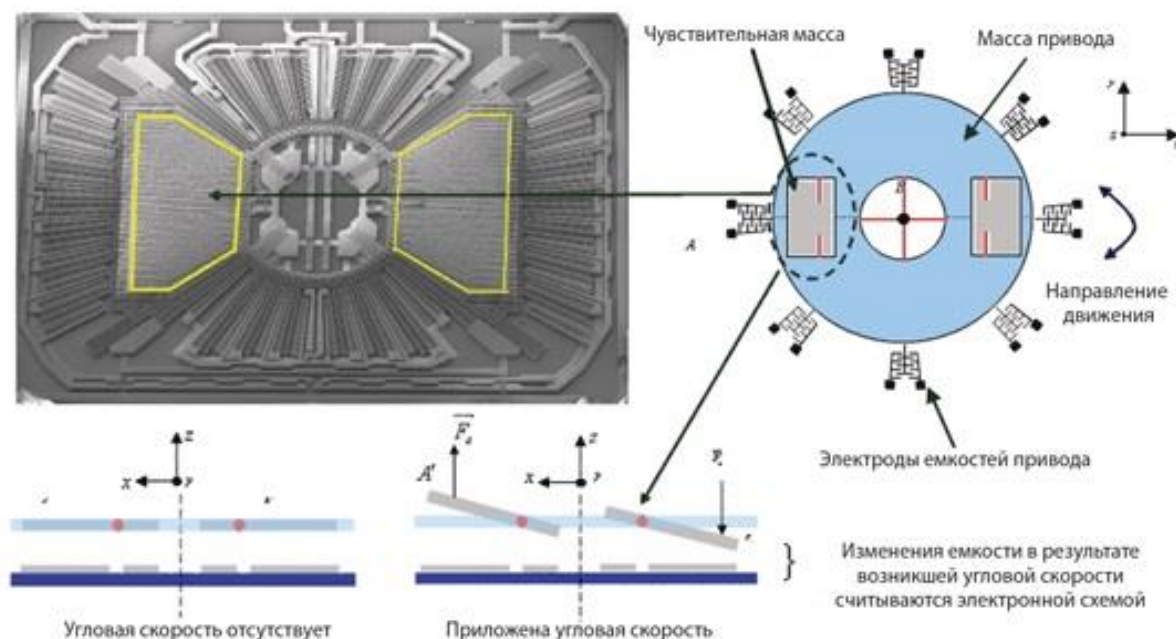 Чувствительная масса
Масса привода
A
B
Направление
движения
Электроды емкостей привода
z
x
A'
z
x
Изменения емкости в результате
возникшей угловой скорости
считываются электронной схемой
Угловая скорость отсутствует
Приложена угловая скорость